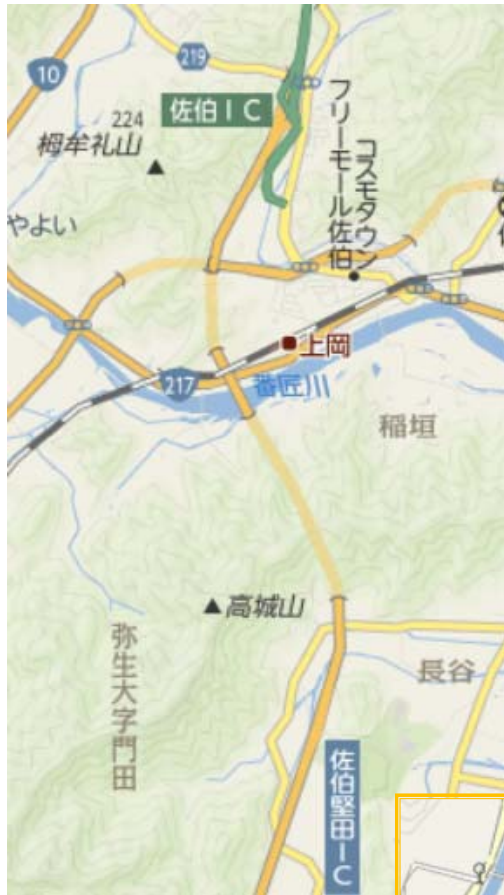 219
10
佐伯IC
224
栂牟礼山
フリーモール佐伯
コスモタウン
やよい
上岡
217
番匠川
稲垣
高城山
弥生大字門田
長谷
佐伯堅田IC